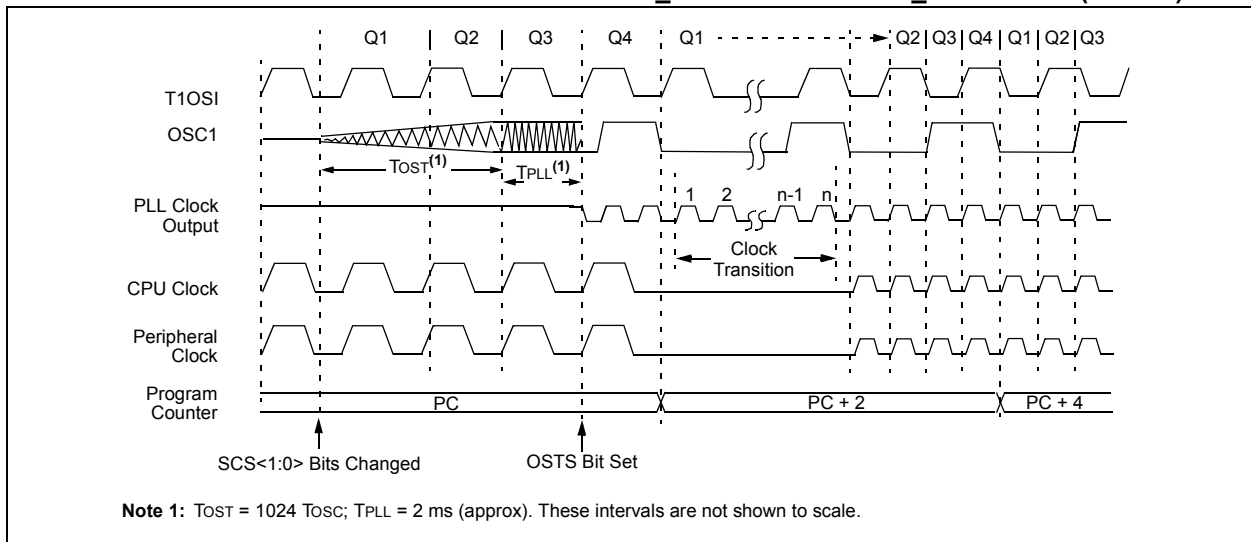 Q1 Q2 Q3 Q4 Q1 Q2 Q3 Q4 Q1 Q2 Q3
T1OSI
OSC1
TOST(1)
TPLL(1)
1 2 n-1 n
PLL Clock
Output
Clock
Transition
CPU Clock
Peripheral
Clock
Program
Counter
PC PC + 2 PC + 4
SCS<1:0> Bits Changed
OSTS Bit Set
Note 1: TOST = 1024 TOSC; TPLL = 2 ms (approx). These intervals are not shown to scale.